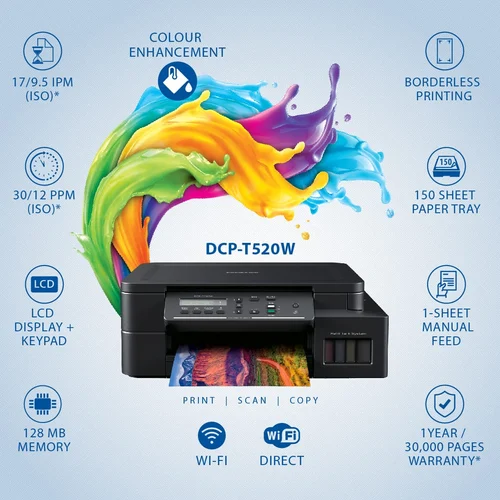 COLOUR
ENHANCEMENT
17/9.5 IPM
(ISO)*
BORDERLESS
PRINTING
30/12 PPM
(ISO)*
150
150 SHEET
PAPER TRAY
DCP-T520W
LCD
LCD
DISPLAY +
KEYPAD
1-SHEET
MANUAL
FEED
PRINT | SCAN | COPY
128 MB
MEMORY
WI-FI
Wi Fi
DIRECT
1YEAR /
30,000 PAGES
WARRANTY*